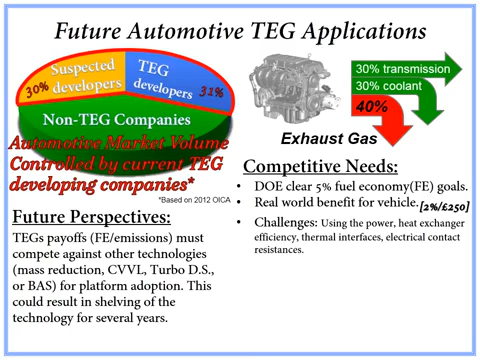 Future Automotive TEG Applications
Suspected
developers
30%
TEG
developers
31%
Non-TEG Companies
Automotive Market Volume
Controlled by current TEG
developing companies*
*Based on 2012 OICA
30% transmission
30% coolant
40%
Exhaust Gas
Future Perspectives:
TEGs payoffs (FE/emissions) must
compete against other technologies
(mass reduction, CVVL, Turbo D.S.,
or BAS) for platform adoption. This
could result in shelving of the
technology for several years.
Competitive Needs:
• DOE clear 5% fuel economy(FE) goals.
• Real world benefit for vehicle.[2%/£250]
• Challenges: Using the power, heat exchanger
efficiency, thermal interfaces, electrical contact
resistances.